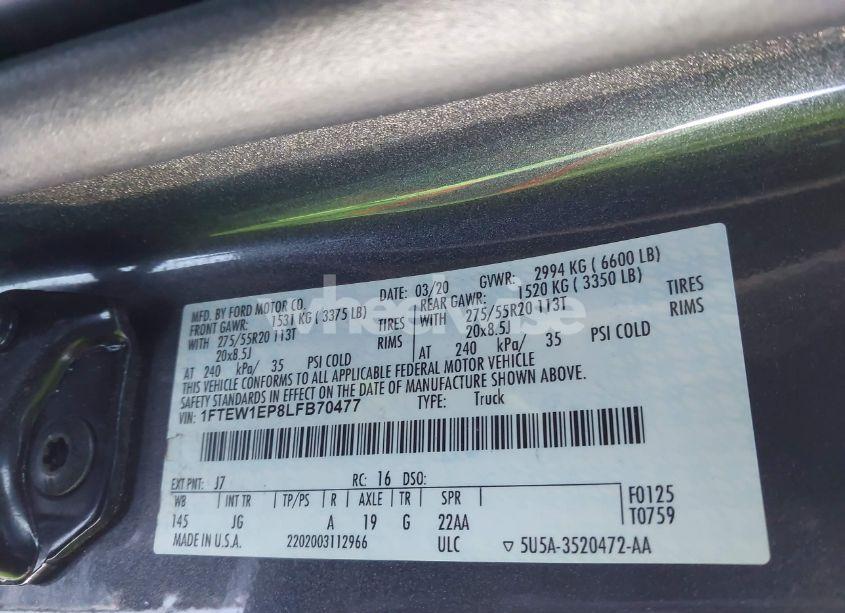 MFD. BY FORD MOTOR CO.
DATE: 03/20 GVWR: 2994 KG ( 6600 LB)
FRONT GAWR: 1531 KG ( 3375 LB) REAR GAWR: 1520 KG ( 3350 LB)
WITH 275/55R20 113T TIRES WITH 275/55R20 113T TIRES
20x8.5J RIMS 20x8.5J RIMS
AT 240 kPa/ 35 PSI COLD AT 240 kPa/ 35 PSI COLD
THIS VEHICLE CONFORMS TO ALL APPLICABLE FEDERAL MOTOR VEHICLE
SAFETY STANDARDS IN EFFECT ON THE DATE OF MANUFACTURE SHOWN ABOVE.
VIN: 1FTEW1EP8LFB70477 TYPE: Truck
EXT PNT: J7 RC: 16 DSO:
WB INT TR TP/PS R AXLE TR SPR
145 JG A 19 G 22AA
F0125
T0759
MADE IN U.S.A. 2202003112966 ULC ▽ 5U5A-3520472-AA
wheelwise